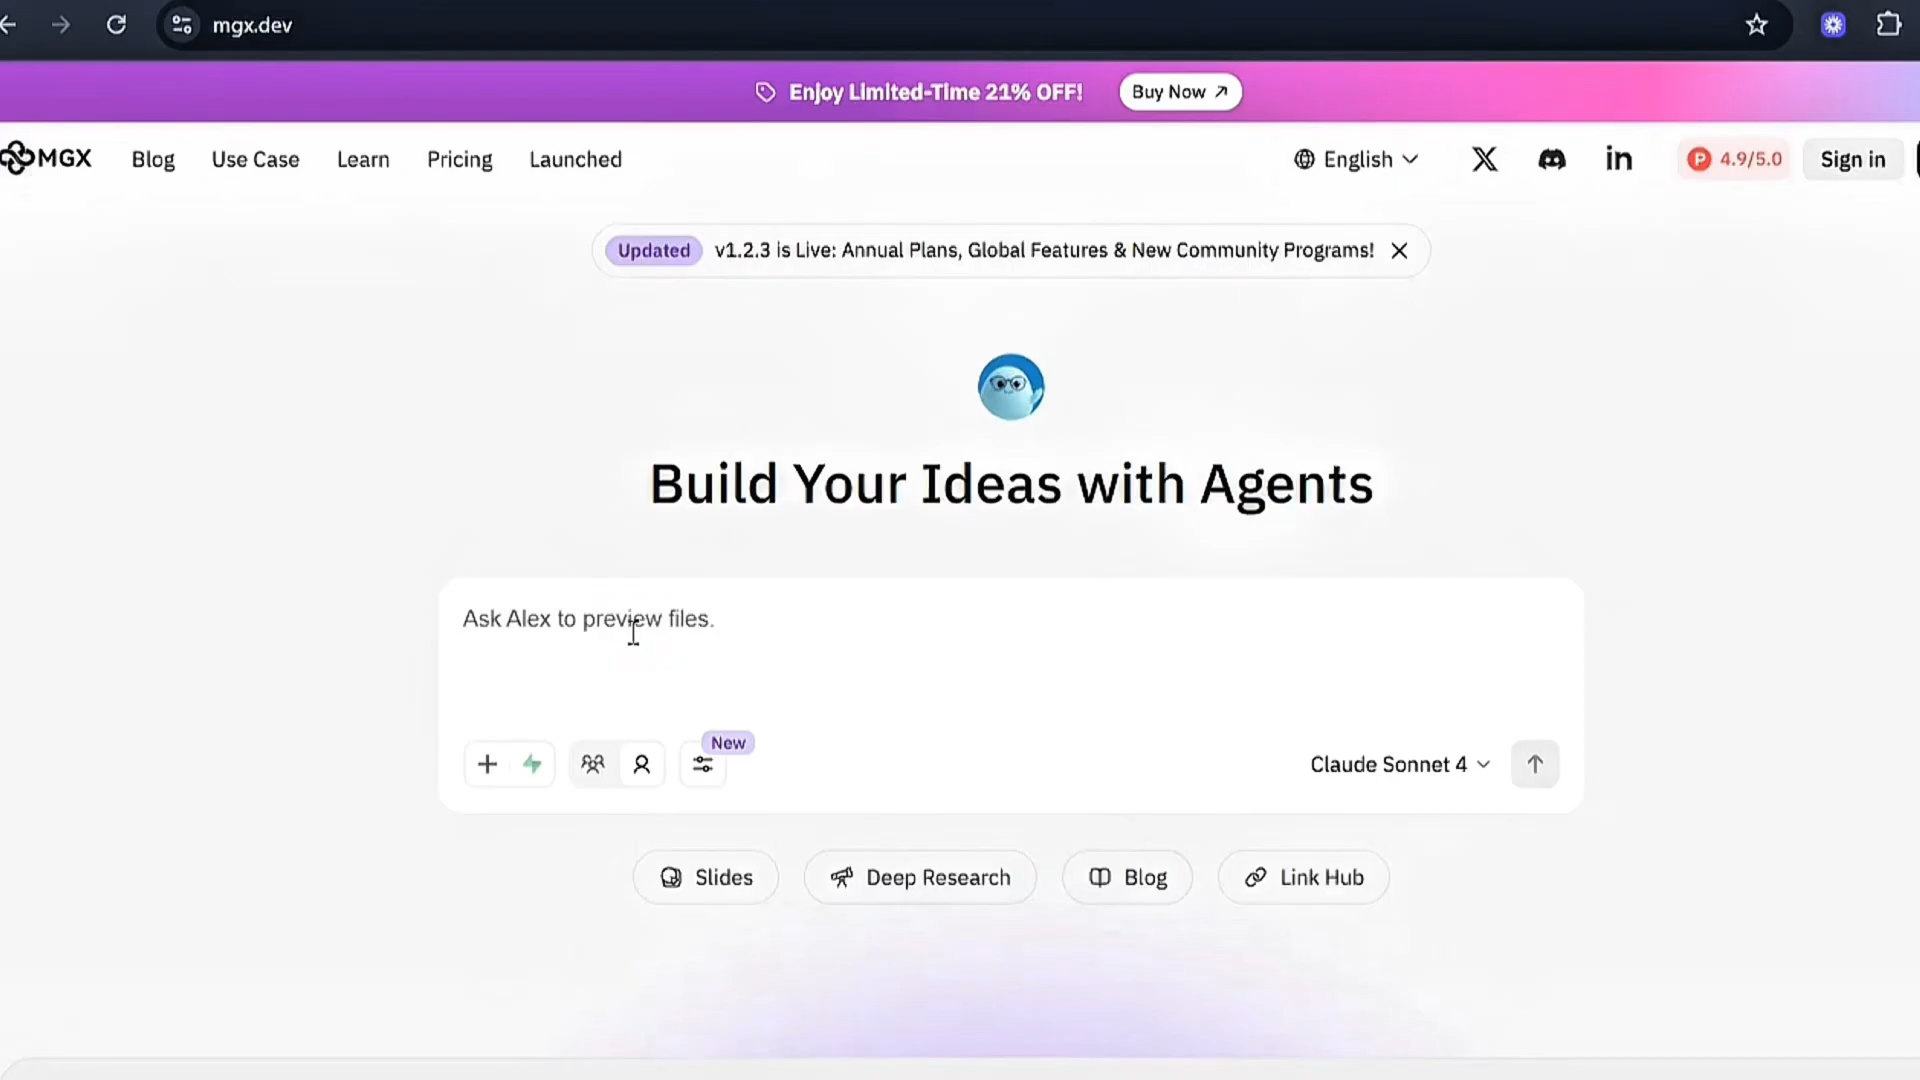 mgx.dev
Enjoy Limited-Time 21% OFF!
Buy Now
MGX
Blog
Use Case
Learn
Pricing
Launched
English
4.9/5.0
Sign in
Updated
v1.2.3 is Live: Annual Plans, Global Features & New Community Programs!
Build Your Ideas with Agents
Ask Alex to preview files.
New
Claude Sonnet 4
Slides
Deep Research
Blog
Link Hub